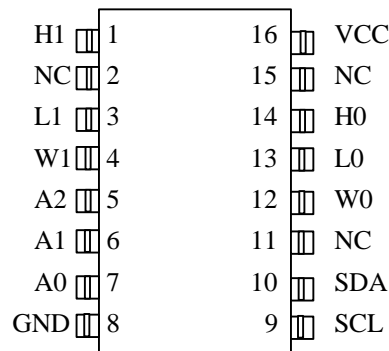 H1 1 16 VCC
NC 2 15 NC
L1 3 14 H0
W1 4 13 L0
A2 5 12 W0
A1 6 11 NC
A0 7 10 SDA
GND 8 9 SCL